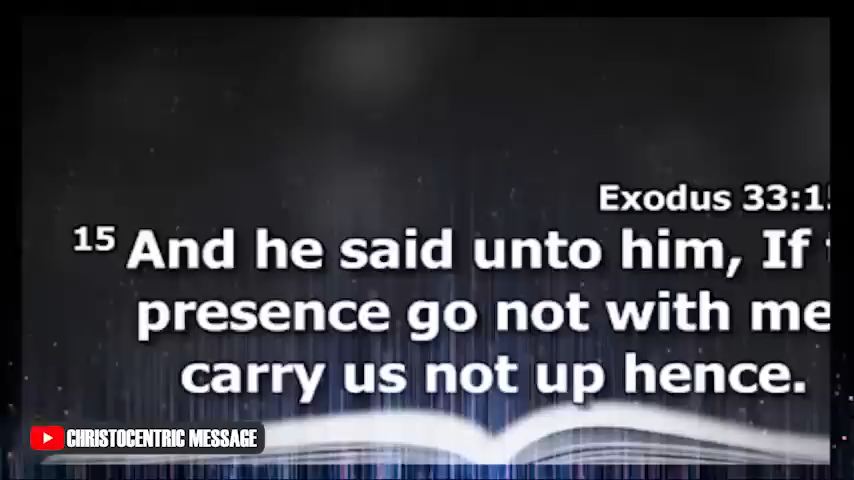 Exodus 33:1
15 And he said unto him, If
presence go not with me
carry us not up hence.
CHRISTOCENTRIC MESSAGE